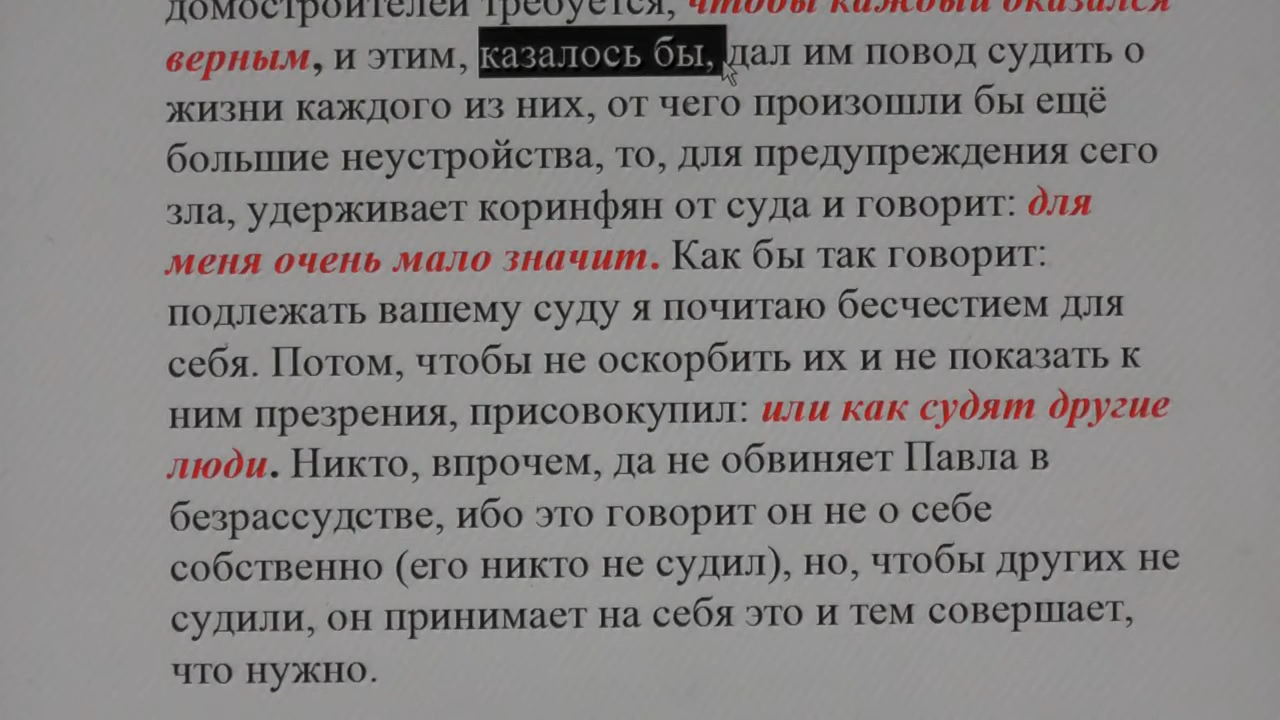 домостроителей требуется, чтобы каждый оказался
верным, и этим, казалось бы, дал им повод судить о
жизни каждого из них, от чего произошли бы ещё
большие неустройства, то, для предупреждения сего
зла, удерживает коринфян от суда и говорит: для
меня очень мало значит. Как бы так говорит:
подлежать вашему суду я почитаю бесчестием для
себя. Потом, чтобы не оскорбить их и не показать к
ним презрения, присовокупил: или как судят другие
люди. Никто, впрочем, да не обвиняет Павла в
безрассудстве, ибо это говорит он не о себе
собственно (его никто не судил), но, чтобы других не
судили, он принимает на себя это и тем совершает,
что нужно.